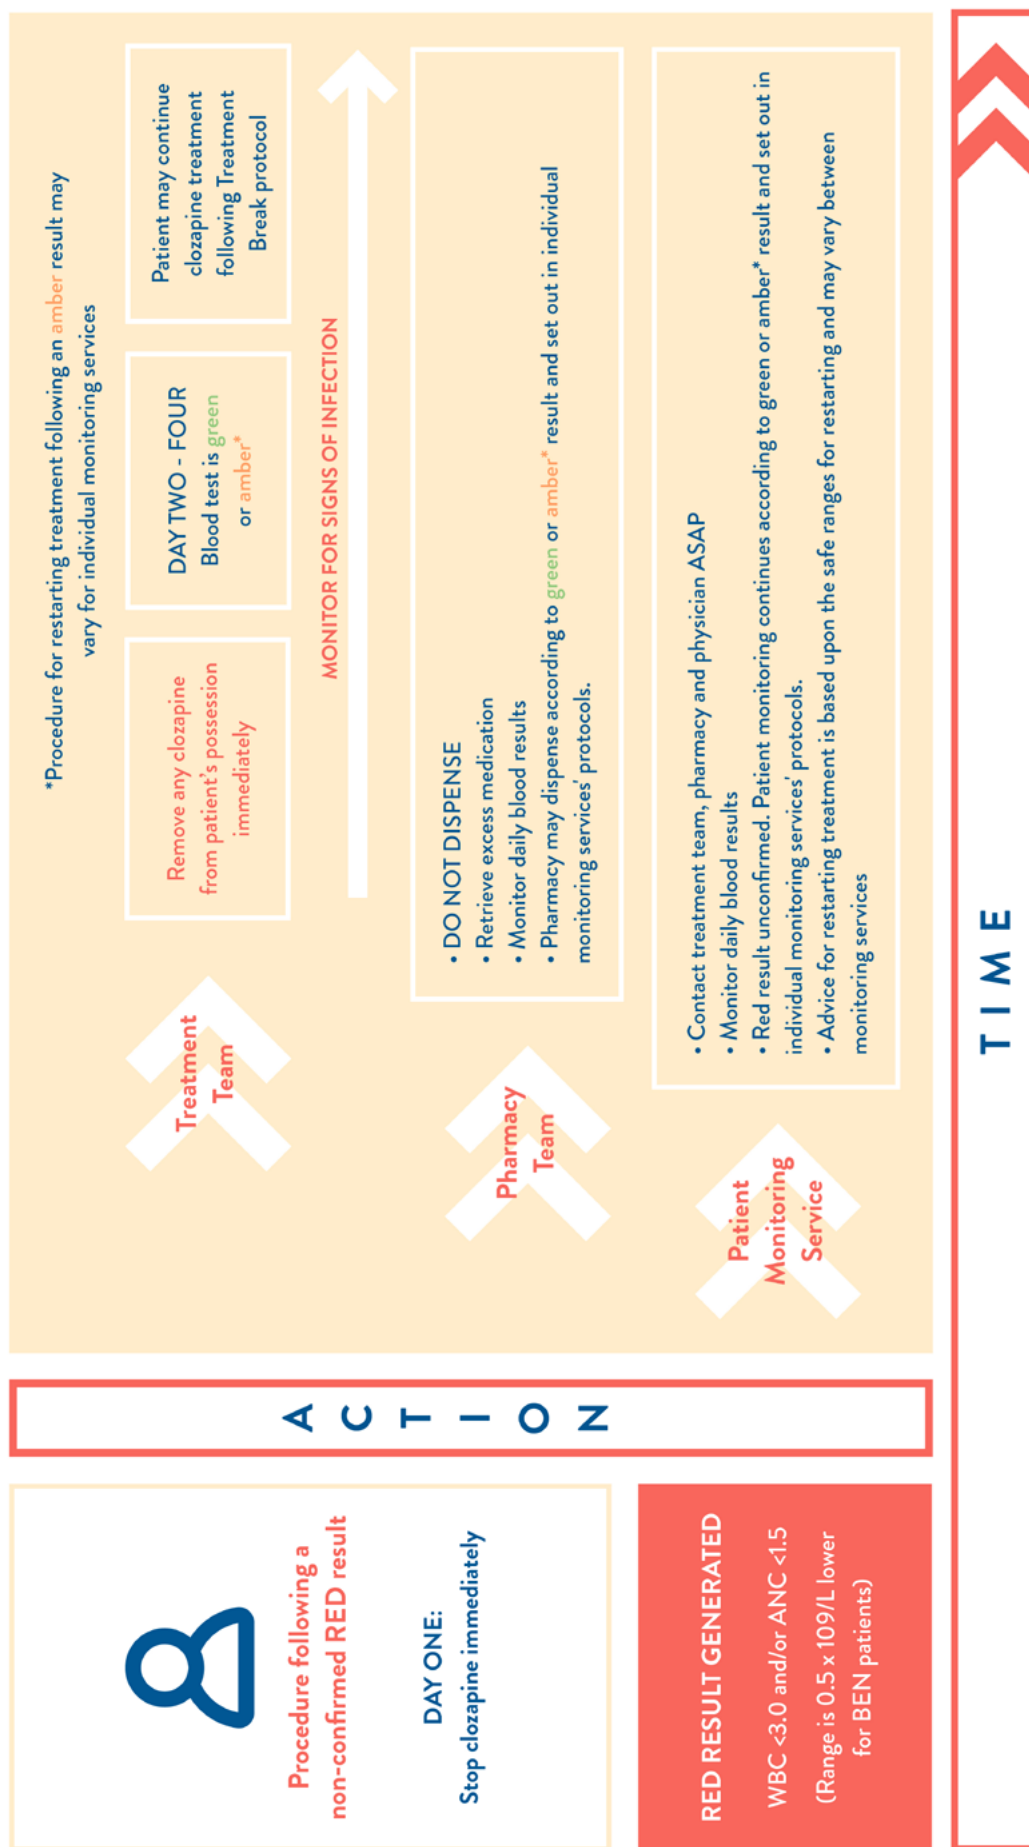 Procedure following a
non-confirmed RED result
DAY ONE:
Stop clozapine immediately
RED RESULT GENERATED
WBC <3.0 and/or ANC <1.5
(Range is 0.5 x 109/L lower
for BEN patients)
ACTION
*Procedure for restarting treatment following an amber result may
vary for individual monitoring services
Treatment
Team
Remove any clozapine
from patient's possession
immediately
DAY TWO - FOUR
Blood test is green
or amber*
Patient may continue
clozapine treatment
following Treatment
Break protocol
MONITOR FOR SIGNS OF INFECTION
Pharmacy
Team
• DO NOT DISPENSE
• Retrieve excess medication
• Monitor daily blood results
• Pharmacy may dispense according to green or amber* result and set out in individual
monitoring services' protocols.
Patient
Monitoring
Service
• Contact treatment team, pharmacy and physician ASAP
• Monitor daily blood results
• Red result unconfirmed. Patient monitoring continues according to green or amber* result and set out in
individual monitoring services' protocols.
• Advice for restarting treatment is based upon the safe ranges for restarting and may vary between
monitoring services
TIME